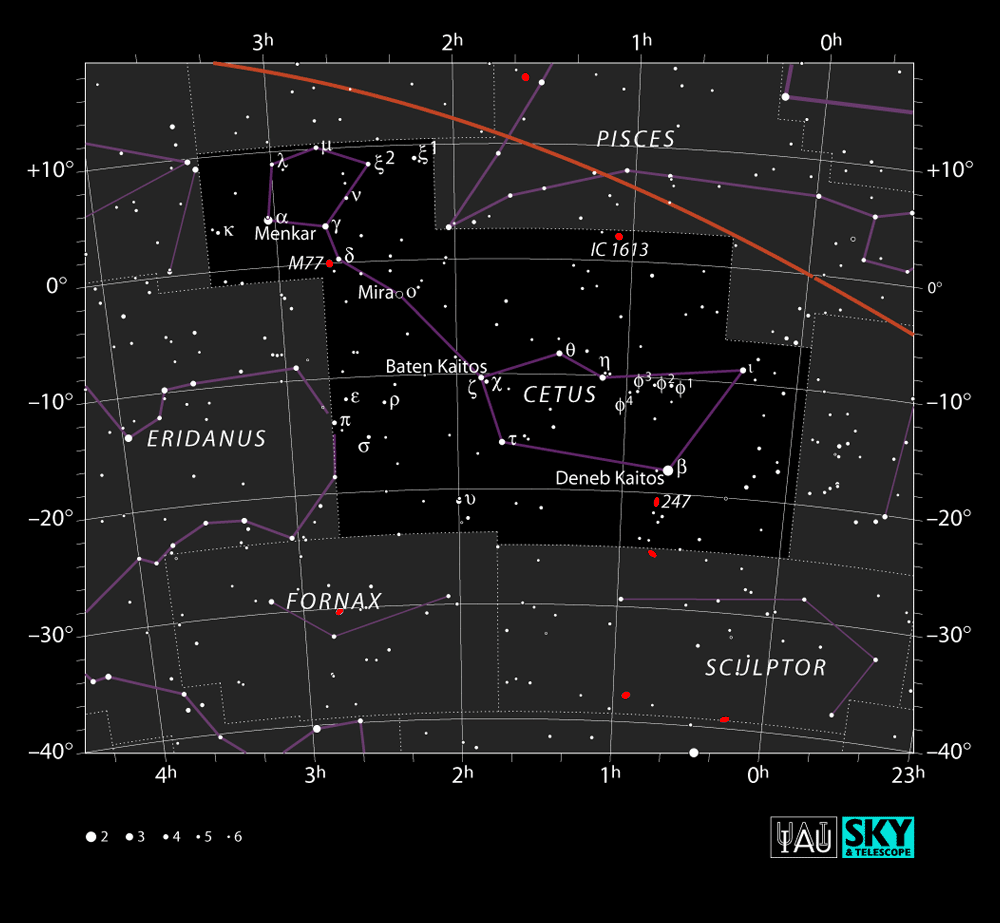 3h 2h 1h 0h
PISCES
+10° +10°
λ μ ξ2 ξ1
ν
κ α γ
Menkar
IC 1613
M77 δ
0° 0°
Mira ο
θ
Baten Kaitos η ι
ζ χ CETUS ϕ3 ϕ2 ϕ1
ϕ4
−10° ε ρ −10°
π
ERIDANUS σ τ
Deneb Kaitos β
υ 247
−20° −20°
FORNAX
−30° −30°
SCULPTOR
−40° −40°
4h 3h 2h 1h 0h 23h
2 3 4 5 6
IAU
SKY
& TELESCOPE